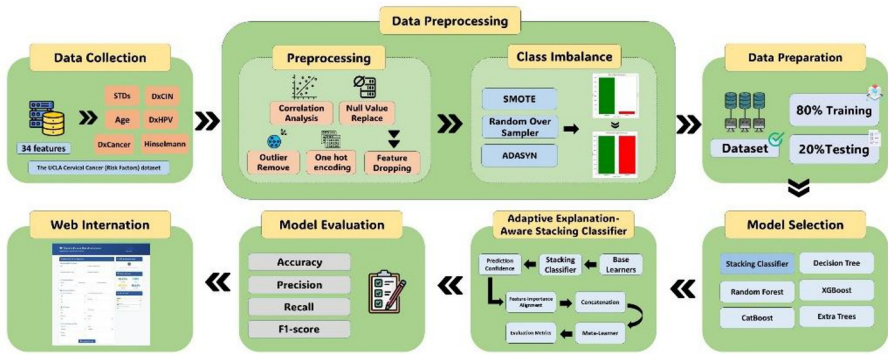 Data Preprocessing
Data Collection
STDs
DxCIN
Age
DxHPV
DxCancer
Hinselmann
34 features
The UCLA Cervical Cancer (Risk Factors) dataset
Preprocessing
Correlation
Analysis
Null Value
Replace
Outlier
Remove
One hot
encoding
Feature
Dropping
Class Imbalance
SMOTE
Random Over
Sampler
ADASYN
Data Preparation
Dataset
80% Training
20%Testing
Model Selection
Stacking Classifier
Decision Tree
Random Forest
XGBoost
CatBoost
Extra Trees
Adaptive Explanation-
Aware Stacking Classifier
Prediction
Confidence
Stacking
Classifier
Base
Learners
Feature-Importance
Alignment
Concatenation
Evaluation Metrics
Meta-Learner
Model Evaluation
Accuracy
Precision
Recall
F1-score
Web Internation